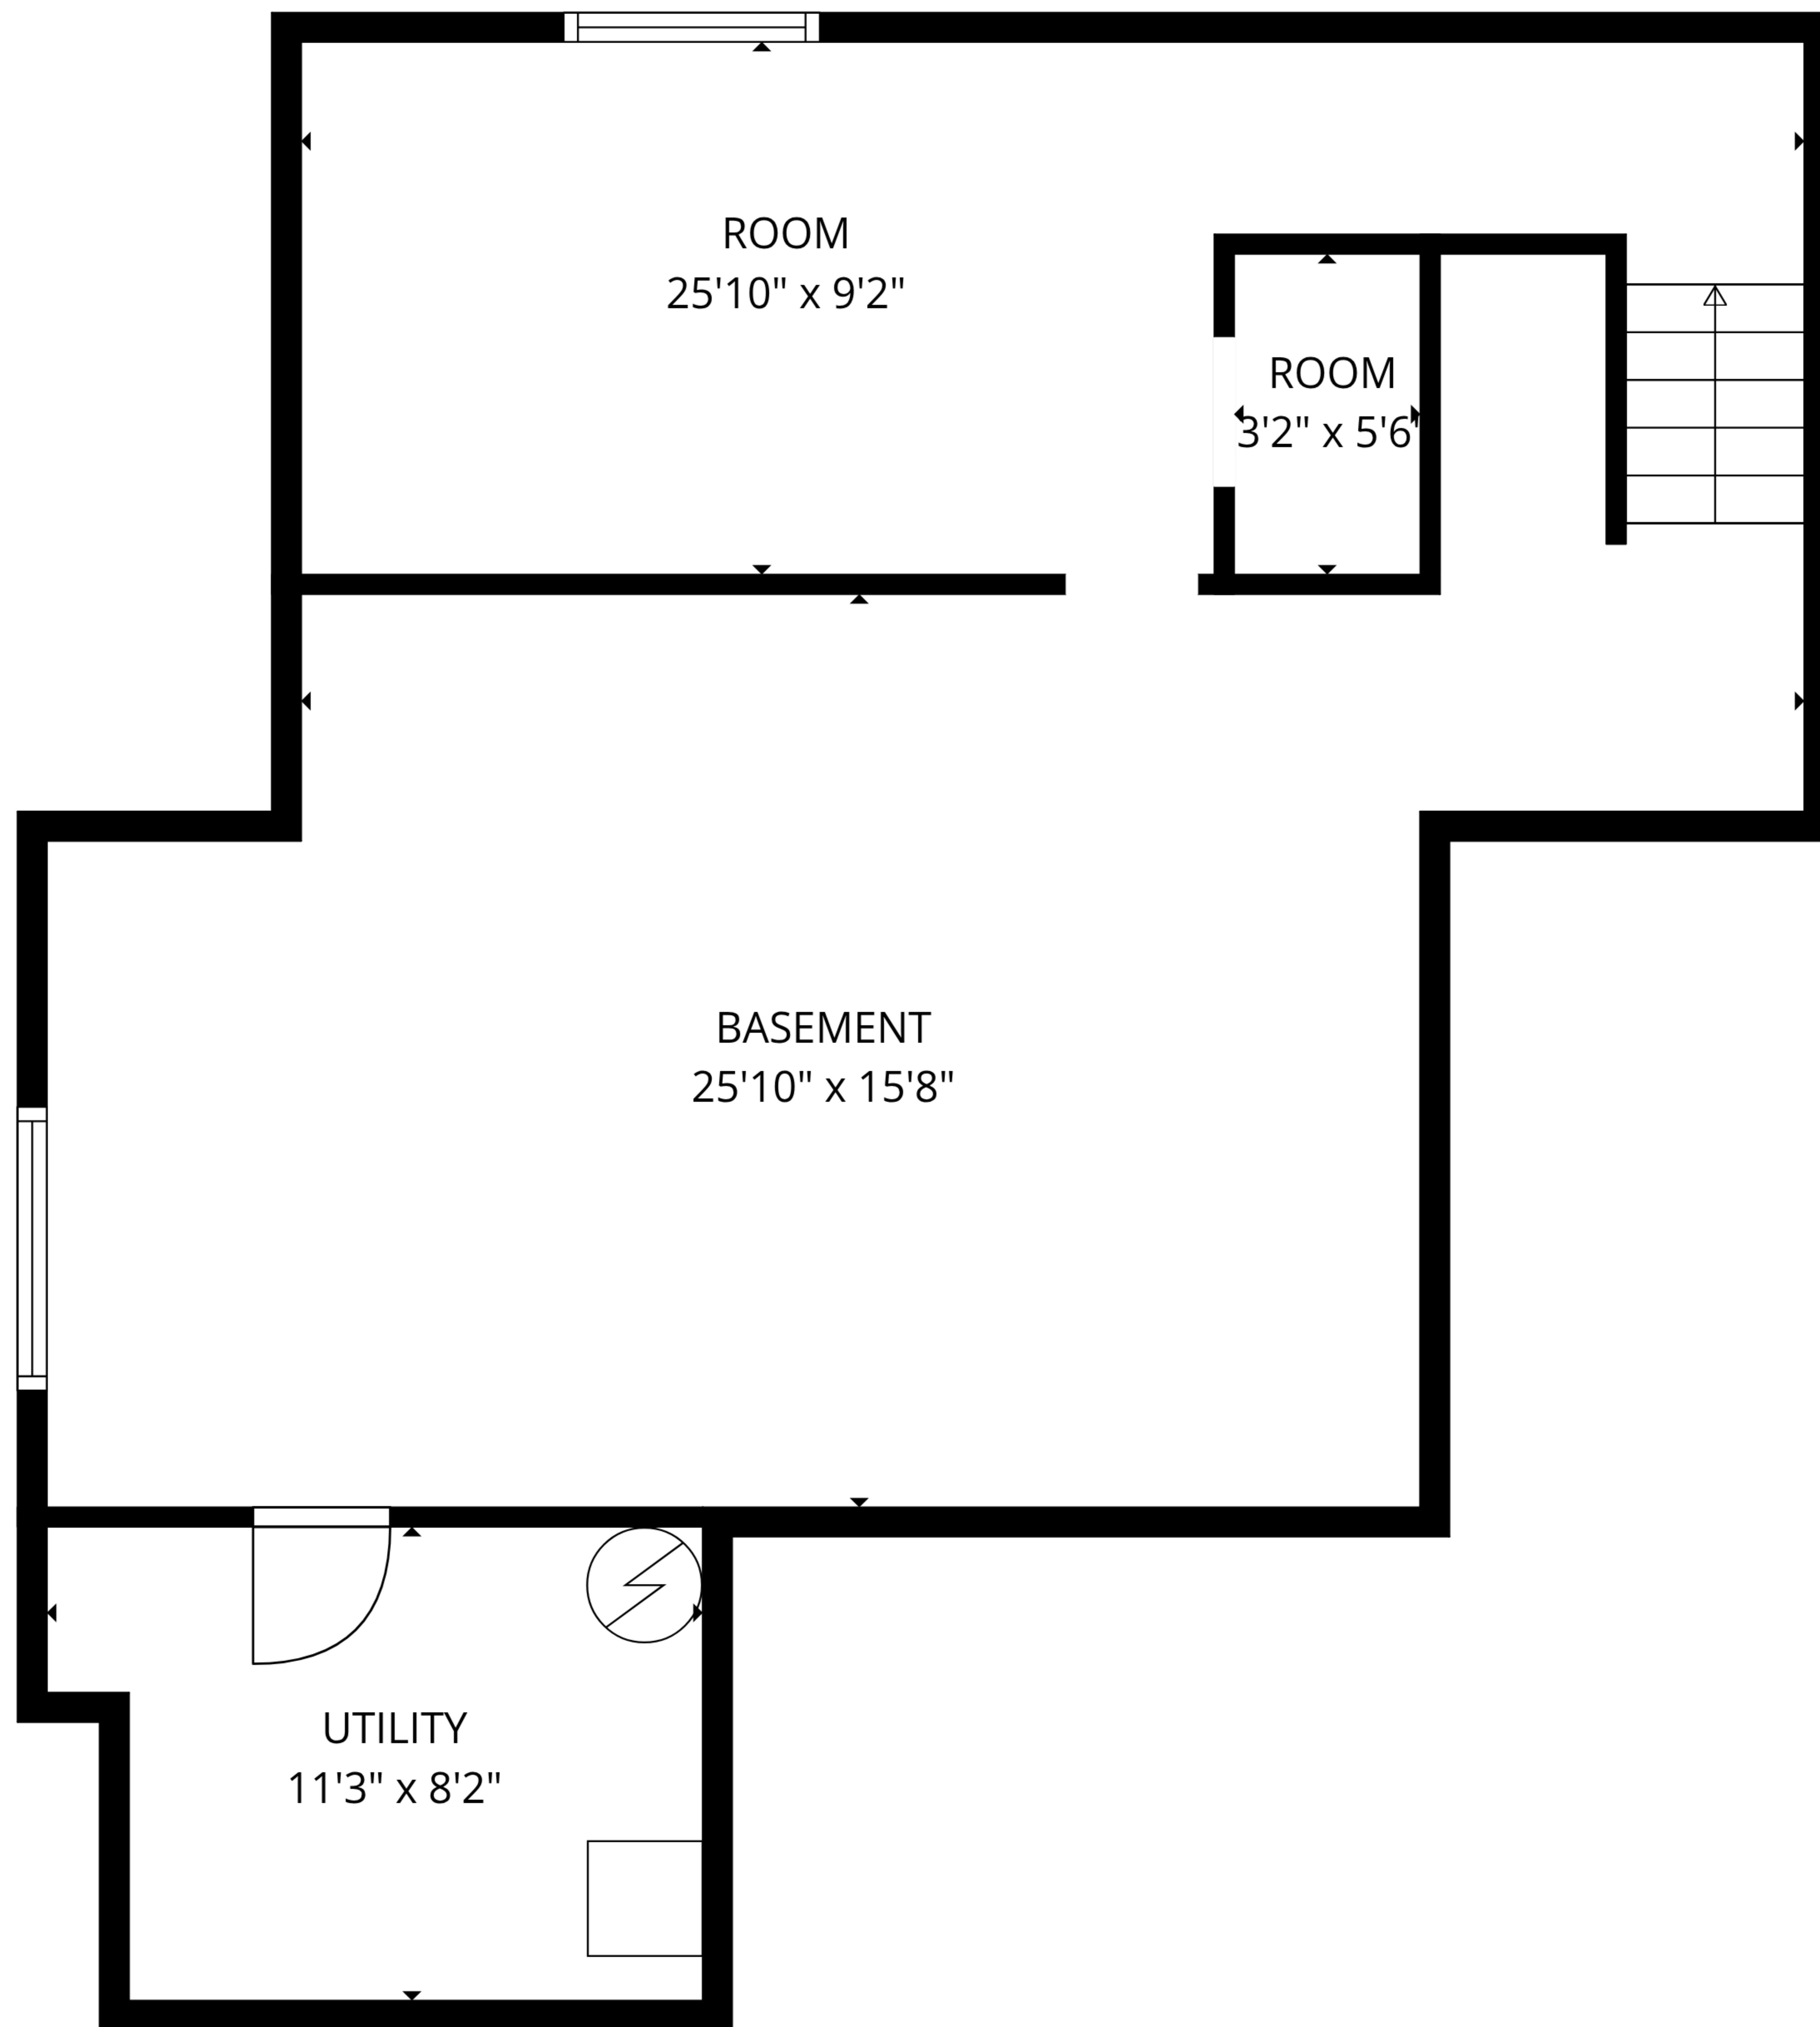 ROOM
25'10" x 9'2"
ROOM
3'2" x 5'6"
BASEMENT
25'10" x 15'8"
UTILITY
11'3" x 8'2"